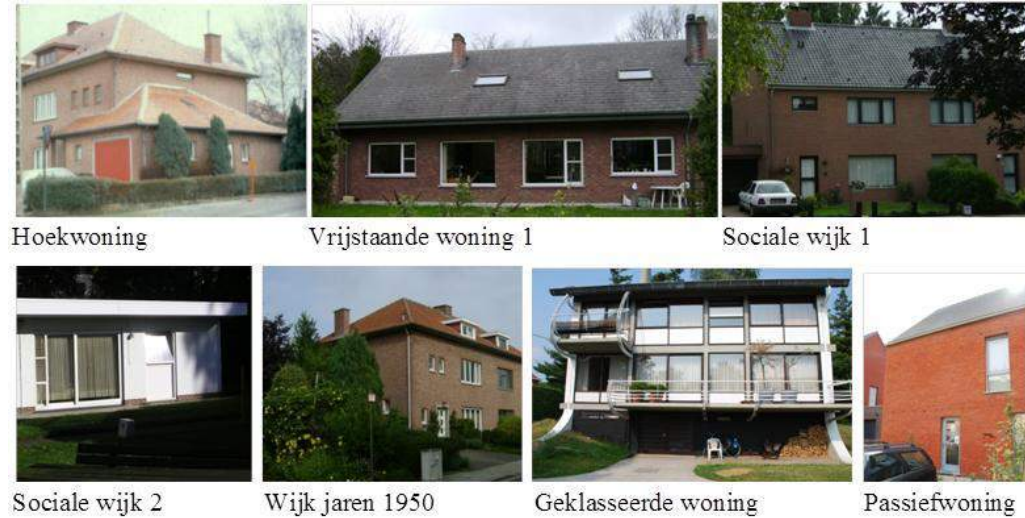 Hoekwoning
Vrijstaande woning 1
Sociale wijk 1
Sociale wijk 2
Wijk jaren 1950
Geklasseerde woning
Passiefwoning